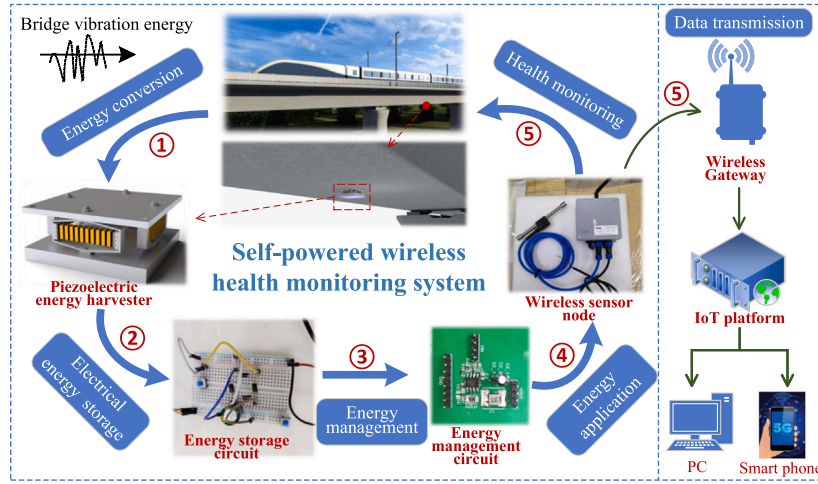 Bridge vibration energy
Energy conversion
①
Health monitoring
⑤
Piezoelectric
energy harvester
Self-powered wireless
health monitoring system
Wireless sensor
node
②
Electrical
energy storage
Energy storage
circuit
③
Energy
management
Energy
management circuit
④
Energy
application
Data transmission
⑤
Wireless
Gateway
IoT platform
PC
5G
Smart phone